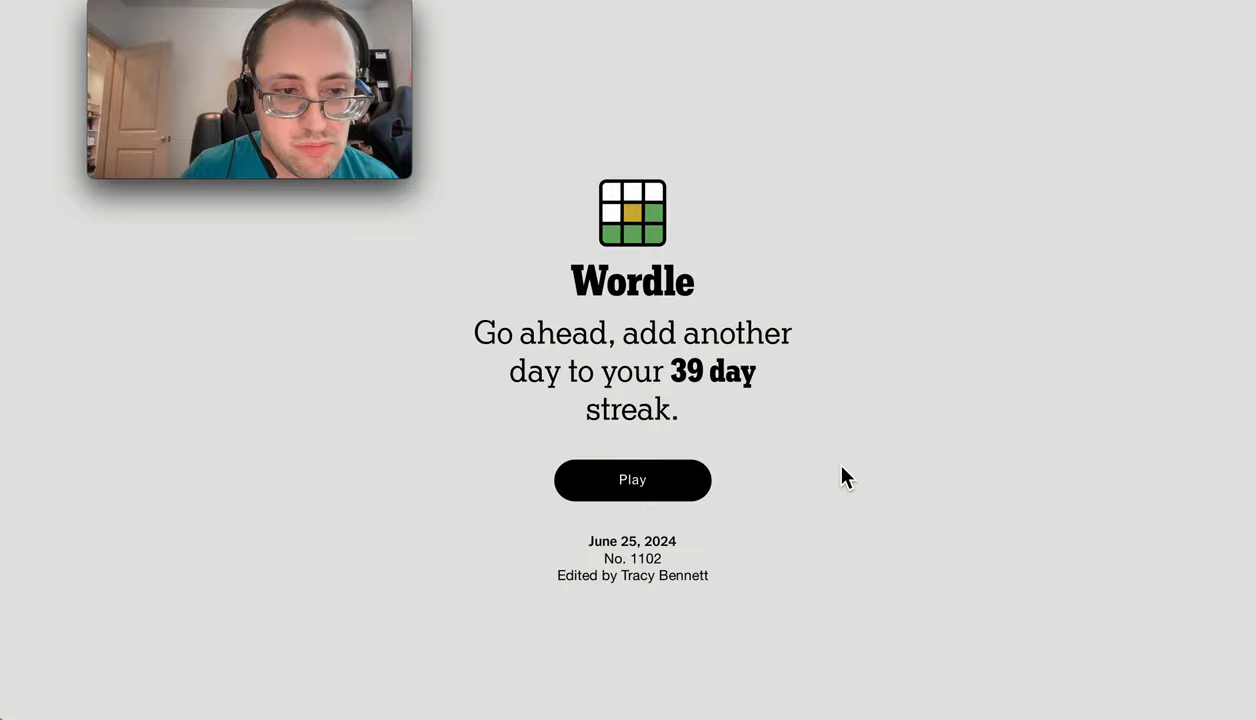 Wordle
Go ahead, add another
day to your 39 day
streak.
Play
June 25, 2024
No. 1102
Edited by Tracy Bennett